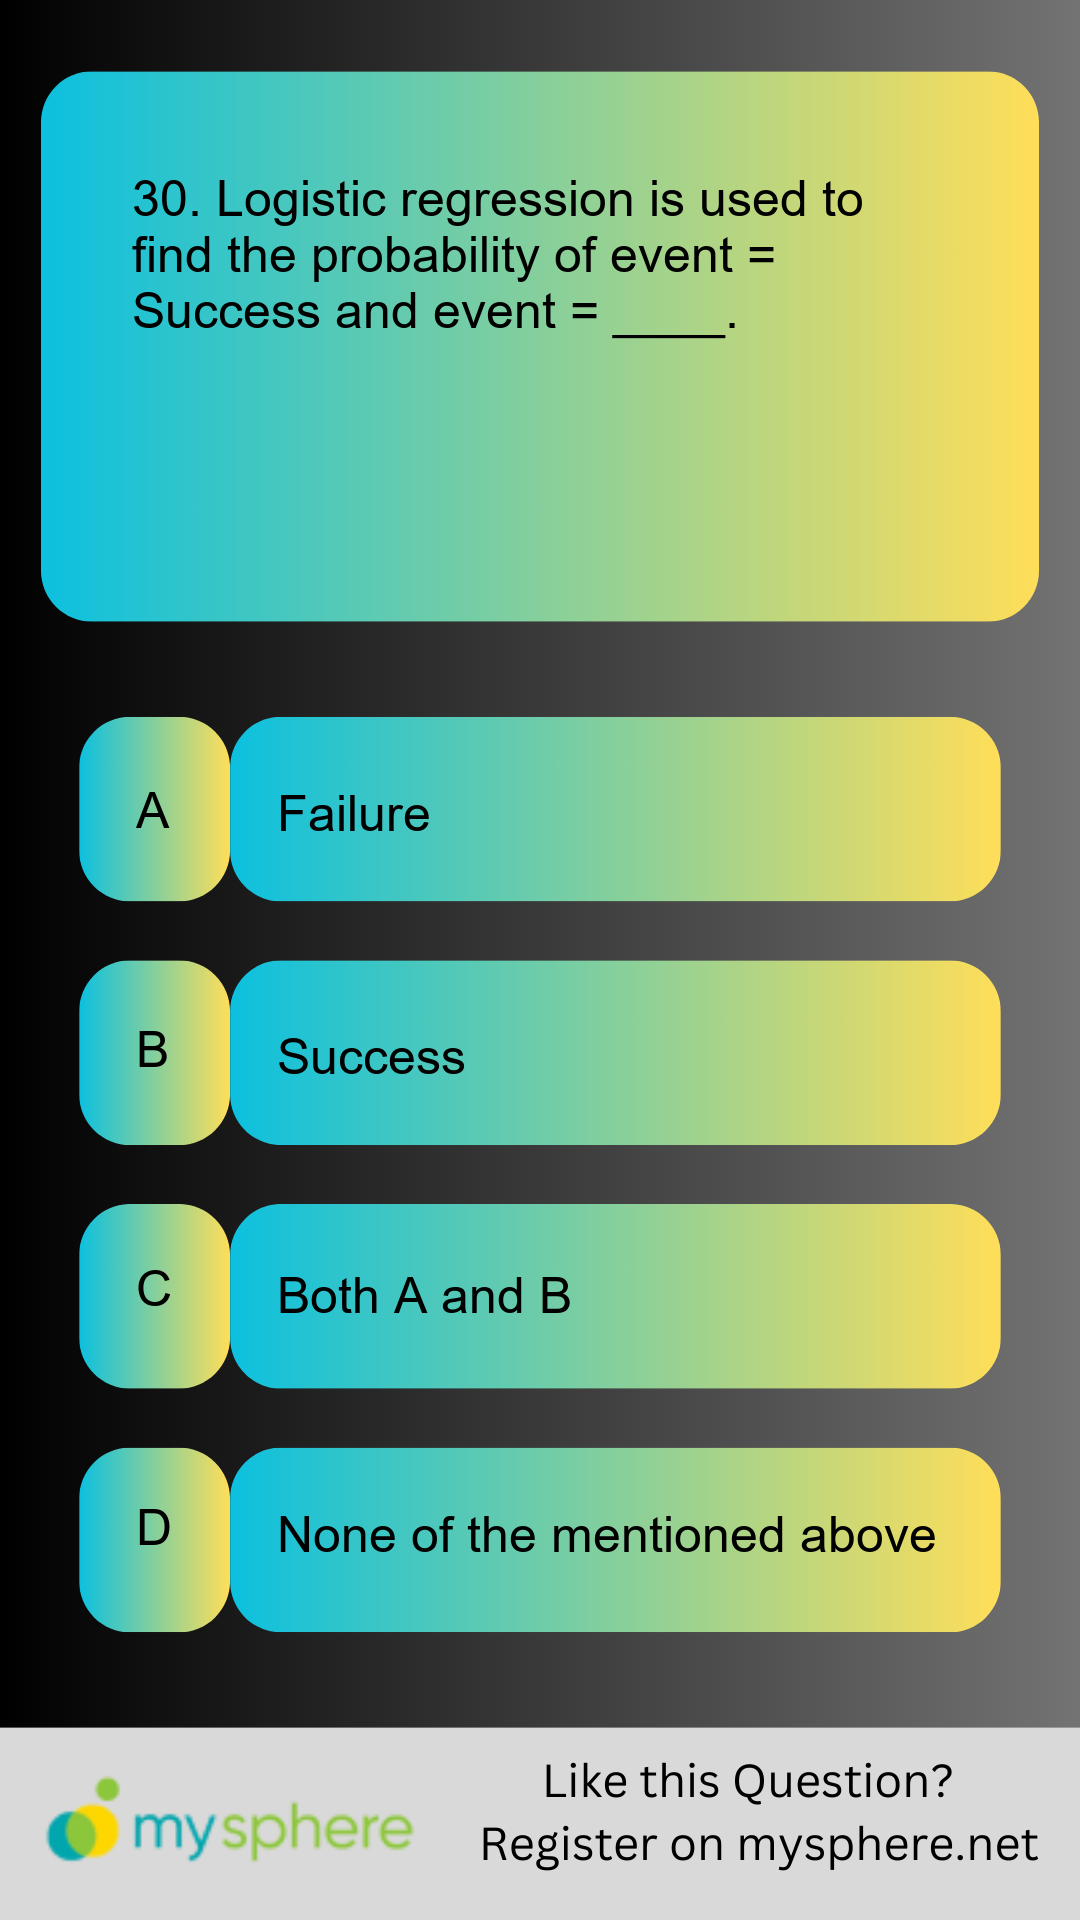 30. Logistic regression is used to
find the probability of event =
Success and event = ____.
A
Failure
B
Success
C
Both A and B
D
None of the mentioned above
mysphere
Like this Question?
Register on mysphere.net